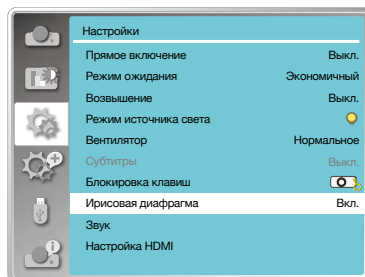 Настройки
Прямое включение Выкл.
Режим ожидания Экономичный
Возвышение Выкл.
Режим источника света
Вентилятор Нормальное
Субтитры Выкл.
Блокировка клавиш
Ирисовая диафрагма Вкл.
Звук
Настройка HDMI